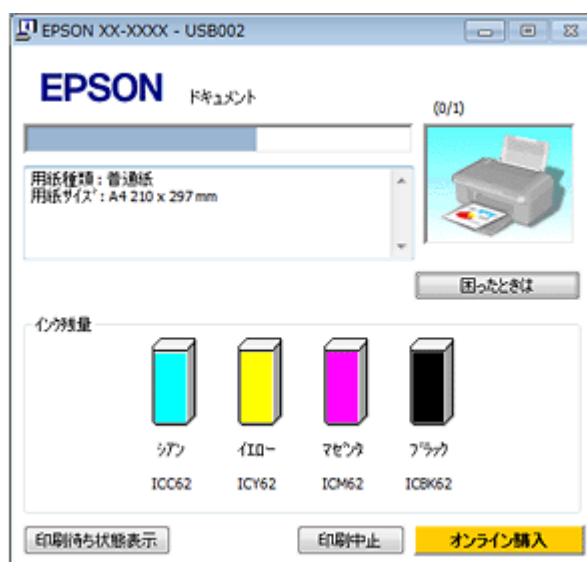 EPSON XX-XXXX - USB002
EPSON ドキュメント
(0/1)
用紙種類 : 普通紙
用紙サイズ : A4 210 x 297 mm
困ったときは
インク残量
シアン イエロー マゼンタ ブラック
ICC62 ICY62 ICM62 ICBK62
印刷待ち状態表示 印刷中止 オンライン購入